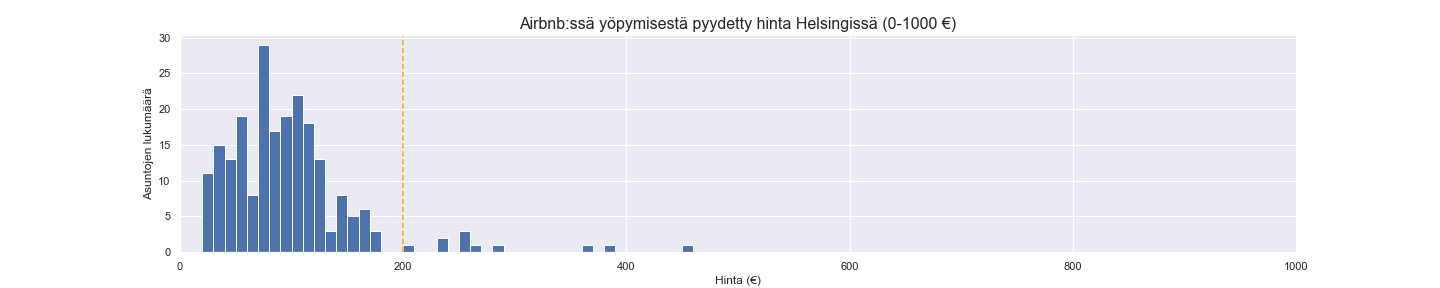 Airbnb:ssä yöpymisestä pyydetty hinta Helsingissä (0-1000 €)
30
25
20
15
10
5
0
Asuntojen lukumäärä
0 200 400 600 800 1000
Hinta (€)